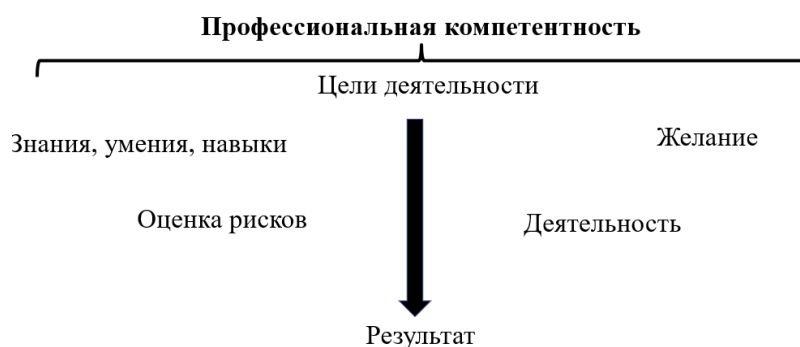 Профессиональная компетентность
Цели деятельности
Знания, умения, навыки
Желание
Оценка рисков
Деятельность
Результат